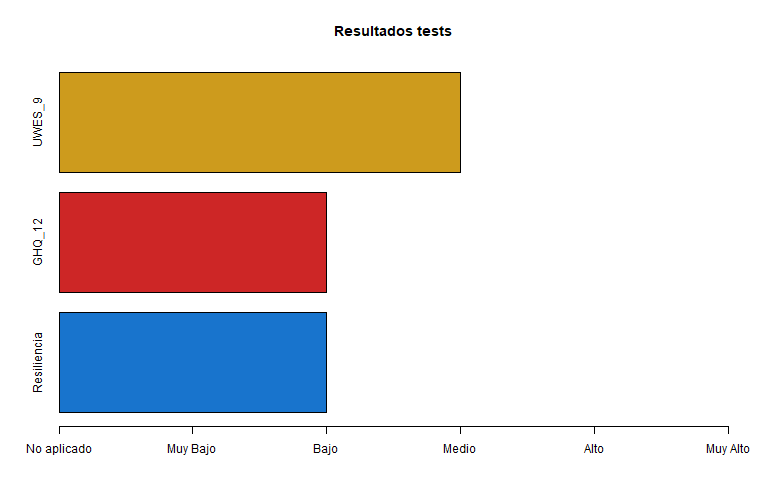 Resultados tests
UWES_9
GHQ_12
Resiliencia
No aplicado
Muy Bajo
Bajo
Medio
Alto
Muy Alto